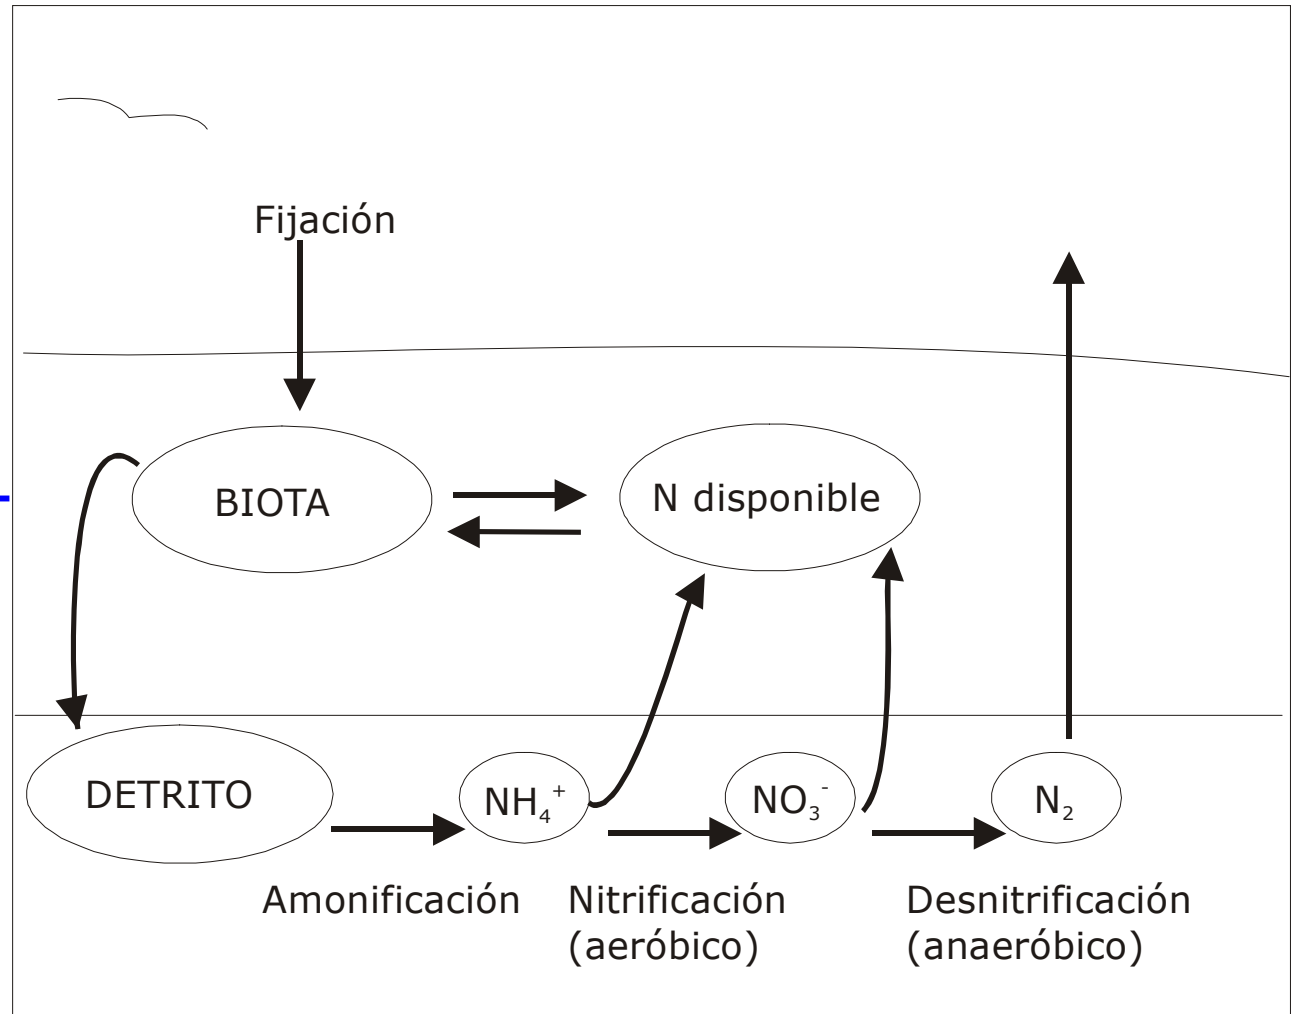 Fijación
BIOTA
N disponible
DETRITO
NH₄⁺
NO₃⁻
N₂
Amonificación
Nitrificación
(aeróbico)
Desnitrificación
(anaeróbico)